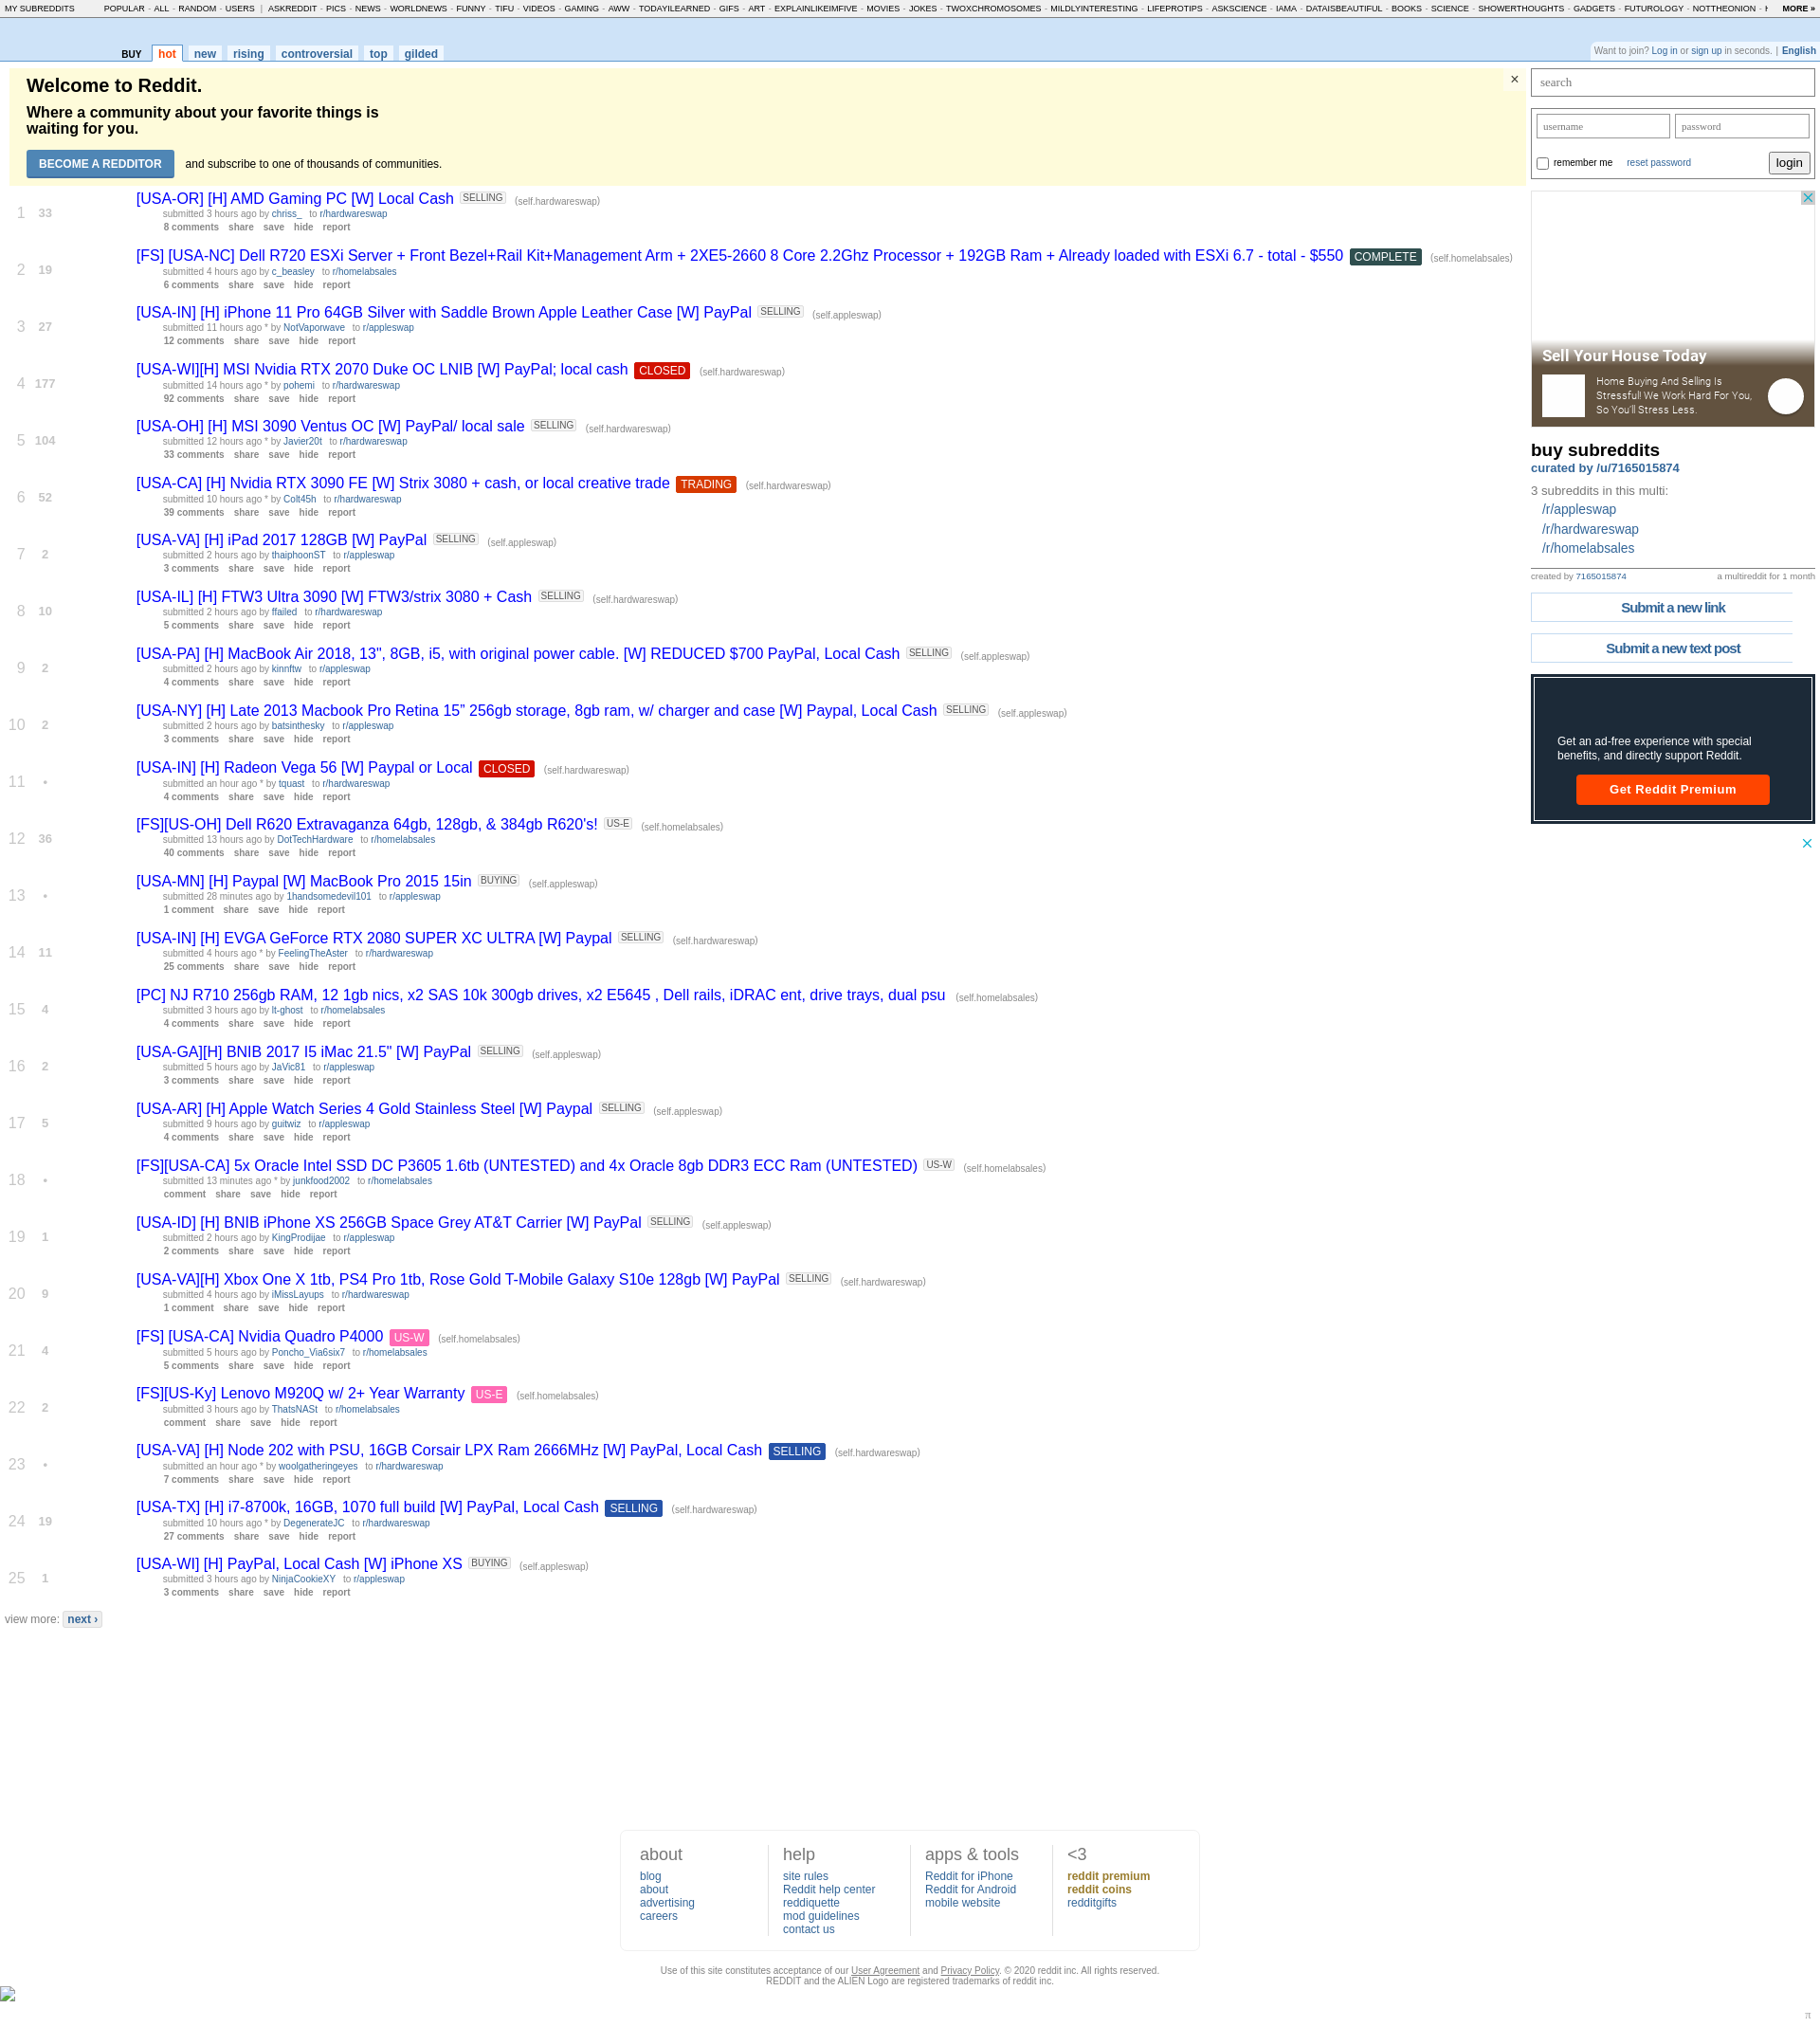 MY SUBREDDITS POPULAR - ALL - RANDOM - USERS | ASKREDDIT - PICS - NEWS - WORLDNEWS - FUNNY - TIFU - VIDEOS - GAMING - AWW - TODAYILEARNED - GIFS - ART - EXPLAINLIKEIMFIVE - MOVIES - JOKES - TWOXCHROMOSOMES - MILDLYINTERESTING - LIFEPROTIPS - ASKSCIENCE - IAMA - DATAISBEAUTIFUL - BOOKS - SCIENCE - SHOWERTHOUGHTS - GADGETS - FUTUROLOGY - NOTTHEONION - MORE »
BUY hot new rising controversial top gilded
Want to join? Log in or sign up in seconds. | English
Welcome to Reddit.
Where a community about your favorite things is
waiting for you.
BECOME A REDDITOR and subscribe to one of thousands of communities.
×
1 33 [USA-OR] [H] AMD Gaming PC [W] Local Cash SELLING (self.hardwareswap)
submitted 3 hours ago by chriss_ to r/hardwareswap
8 comments share save hide report
2 19 [FS] [USA-NC] Dell R720 ESXi Server + Front Bezel+Rail Kit+Management Arm + 2XE5-2660 8 Core 2.2Ghz Processor + 192GB Ram + Already loaded with ESXi 6.7 - total - $550 COMPLETE (self.homelabsales)
submitted 4 hours ago by c_beasley to r/homelabsales
6 comments share save hide report
3 27 [USA-IN] [H] iPhone 11 Pro 64GB Silver with Saddle Brown Apple Leather Case [W] PayPal SELLING (self.appleswap)
submitted 11 hours ago * by NotVaporwave to r/appleswap
12 comments share save hide report
4 177 [USA-WI][H] MSI Nvidia RTX 2070 Duke OC LNIB [W] PayPal; local cash CLOSED (self.hardwareswap)
submitted 14 hours ago * by pohemi to r/hardwareswap
92 comments share save hide report
5 104 [USA-OH] [H] MSI 3090 Ventus OC [W] PayPal/ local sale SELLING (self.hardwareswap)
submitted 12 hours ago * by Javier20t to r/hardwareswap
33 comments share save hide report
6 52 [USA-CA] [H] Nvidia RTX 3090 FE [W] Strix 3080 + cash, or local creative trade TRADING (self.hardwareswap)
submitted 10 hours ago * by Colt45h to r/hardwareswap
39 comments share save hide report
7 2 [USA-VA] [H] iPad 2017 128GB [W] PayPal SELLING (self.appleswap)
submitted 2 hours ago by thaiphoonST to r/appleswap
3 comments share save hide report
8 10 [USA-IL] [H] FTW3 Ultra 3090 [W] FTW3/strix 3080 + Cash SELLING (self.hardwareswap)
submitted 2 hours ago by ffailed to r/hardwareswap
5 comments share save hide report
9 2 [USA-PA] [H] MacBook Air 2018, 13", 8GB, i5, with original power cable. [W] REDUCED $700 PayPal, Local Cash SELLING (self.appleswap)
submitted 2 hours ago by kinnftw to r/appleswap
4 comments share save hide report
10 2 [USA-NY] [H] Late 2013 Macbook Pro Retina 15” 256gb storage, 8gb ram, w/ charger and case [W] Paypal, Local Cash SELLING (self.appleswap)
submitted 2 hours ago by batsinthesky to r/appleswap
3 comments share save hide report
11 • [USA-IN] [H] Radeon Vega 56 [W] Paypal or Local CLOSED (self.hardwareswap)
submitted an hour ago * by tquast to r/hardwareswap
4 comments share save hide report
12 36 [FS][US-OH] Dell R620 Extravaganza 64gb, 128gb, & 384gb R620's! US-E (self.homelabsales)
submitted 13 hours ago by DotTechHardware to r/homelabsales
40 comments share save hide report
13 • [USA-MN] [H] Paypal [W] MacBook Pro 2015 15in BUYING (self.appleswap)
submitted 28 minutes ago by 1handsomedevil101 to r/appleswap
1 comment share save hide report
14 11 [USA-IN] [H] EVGA GeForce RTX 2080 SUPER XC ULTRA [W] Paypal SELLING (self.hardwareswap)
submitted 4 hours ago * by FeelingTheAster to r/hardwareswap
25 comments share save hide report
15 4 [PC] NJ R710 256gb RAM, 12 1gb nics, x2 SAS 10k 300gb drives, x2 E5645 , Dell rails, iDRAC ent, drive trays, dual psu (self.homelabsales)
submitted 3 hours ago by lt-ghost to r/homelabsales
4 comments share save hide report
16 2 [USA-GA][H] BNIB 2017 I5 iMac 21.5" [W] PayPal SELLING (self.appleswap)
submitted 5 hours ago by JaVic81 to r/appleswap
3 comments share save hide report
17 5 [USA-AR] [H] Apple Watch Series 4 Gold Stainless Steel [W] Paypal SELLING (self.appleswap)
submitted 9 hours ago by guitwiz to r/appleswap
4 comments share save hide report
18 • [FS][USA-CA] 5x Oracle Intel SSD DC P3605 1.6tb (UNTESTED) and 4x Oracle 8gb DDR3 ECC Ram (UNTESTED) US-W (self.homelabsales)
submitted 13 minutes ago * by junkfood2002 to r/homelabsales
comment share save hide report
19 1 [USA-ID] [H] BNIB iPhone XS 256GB Space Grey AT&T Carrier [W] PayPal SELLING (self.appleswap)
submitted 2 hours ago by KingProdijae to r/appleswap
2 comments share save hide report
20 9 [USA-VA][H] Xbox One X 1tb, PS4 Pro 1tb, Rose Gold T-Mobile Galaxy S10e 128gb [W] PayPal SELLING (self.hardwareswap)
submitted 4 hours ago by iMissLayups to r/hardwareswap
1 comment share save hide report
21 4 [FS] [USA-CA] Nvidia Quadro P4000 US-W (self.homelabsales)
submitted 5 hours ago by Poncho_Via6six7 to r/homelabsales
5 comments share save hide report
22 2 [FS][US-Ky] Lenovo M920Q w/ 2+ Year Warranty US-E (self.homelabsales)
submitted 3 hours ago by ThatsNASt to r/homelabsales
comment share save hide report
23 • [USA-VA] [H] Node 202 with PSU, 16GB Corsair LPX Ram 2666MHz [W] PayPal, Local Cash SELLING (self.hardwareswap)
submitted an hour ago * by woolgatheringeyes to r/hardwareswap
7 comments share save hide report
24 19 [USA-TX] [H] i7-8700k, 16GB, 1070 full build [W] PayPal, Local Cash SELLING (self.hardwareswap)
submitted 10 hours ago * by DegenerateJC to r/hardwareswap
27 comments share save hide report
25 1 [USA-WI] [H] PayPal, Local Cash [W] iPhone XS BUYING (self.appleswap)
submitted 3 hours ago by NinjaCookieXY to r/appleswap
3 comments share save hide report
view more: next ›
search
username password
remember me reset password login
Sell Your House Today
Home Buying And Selling Is
Stressful! We Work Hard For You,
So You'll Stress Less.
buy subreddits
curated by /u/7165015874
3 subreddits in this multi:
/r/appleswap
/r/hardwareswap
/r/homelabsales
created by 7165015874 a multireddit for 1 month
Submit a new link
Submit a new text post
Get an ad-free experience with special
benefits, and directly support Reddit.
Get Reddit Premium
about
blog
about
advertising
careers
help
site rules
Reddit help center
reddiquette
mod guidelines
contact us
apps & tools
Reddit for iPhone
Reddit for Android
mobile website
<3
reddit premium
reddit coins
redditgifts
Use of this site constitutes acceptance of our User Agreement and Privacy Policy. © 2020 reddit inc. All rights reserved.
REDDIT and the ALIEN Logo are registered trademarks of reddit inc.
π